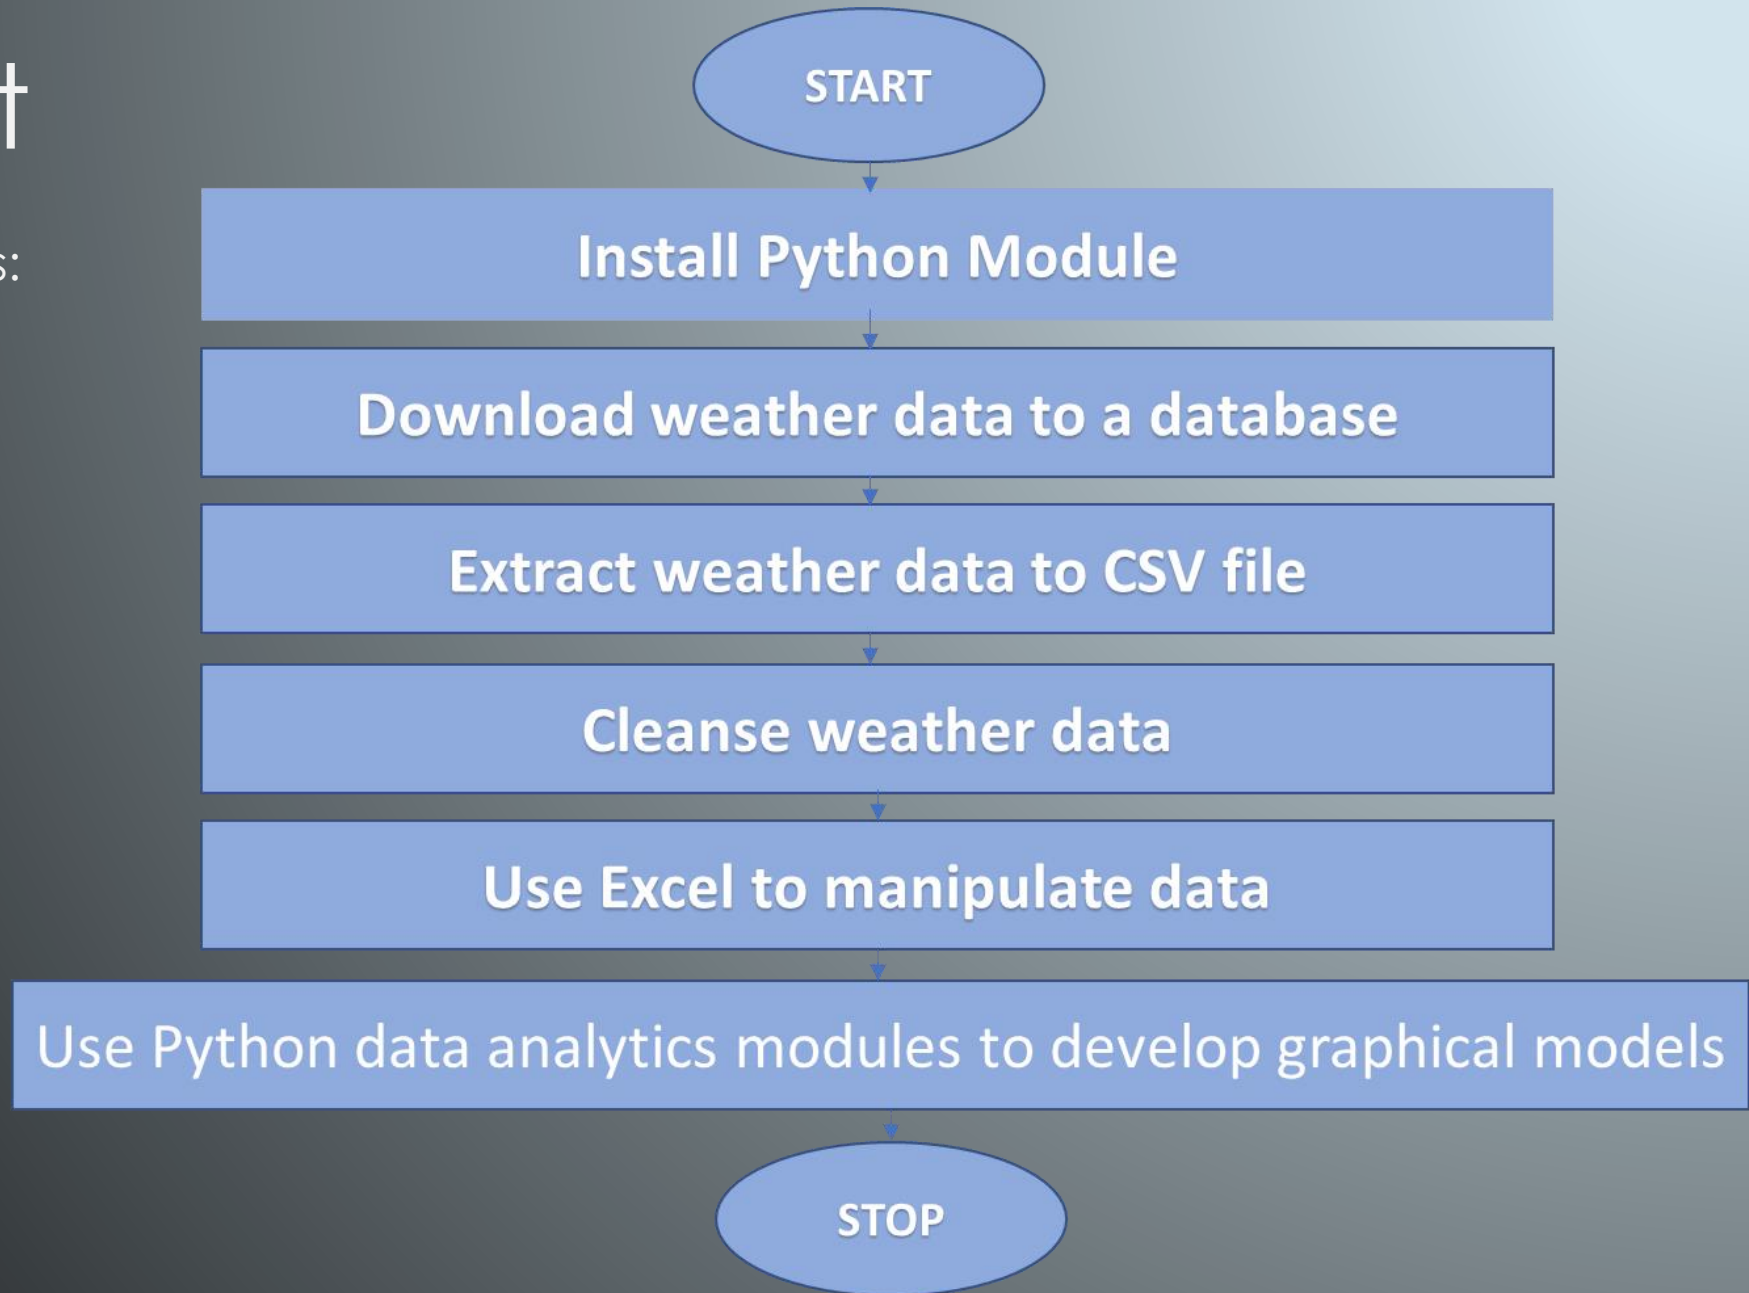 START
Install Python Module
Download weather data to a database
Extract weather data to CSV file
Cleanse weather data
Use Excel to manipulate data
Use Python data analytics modules to develop graphical models
STOP